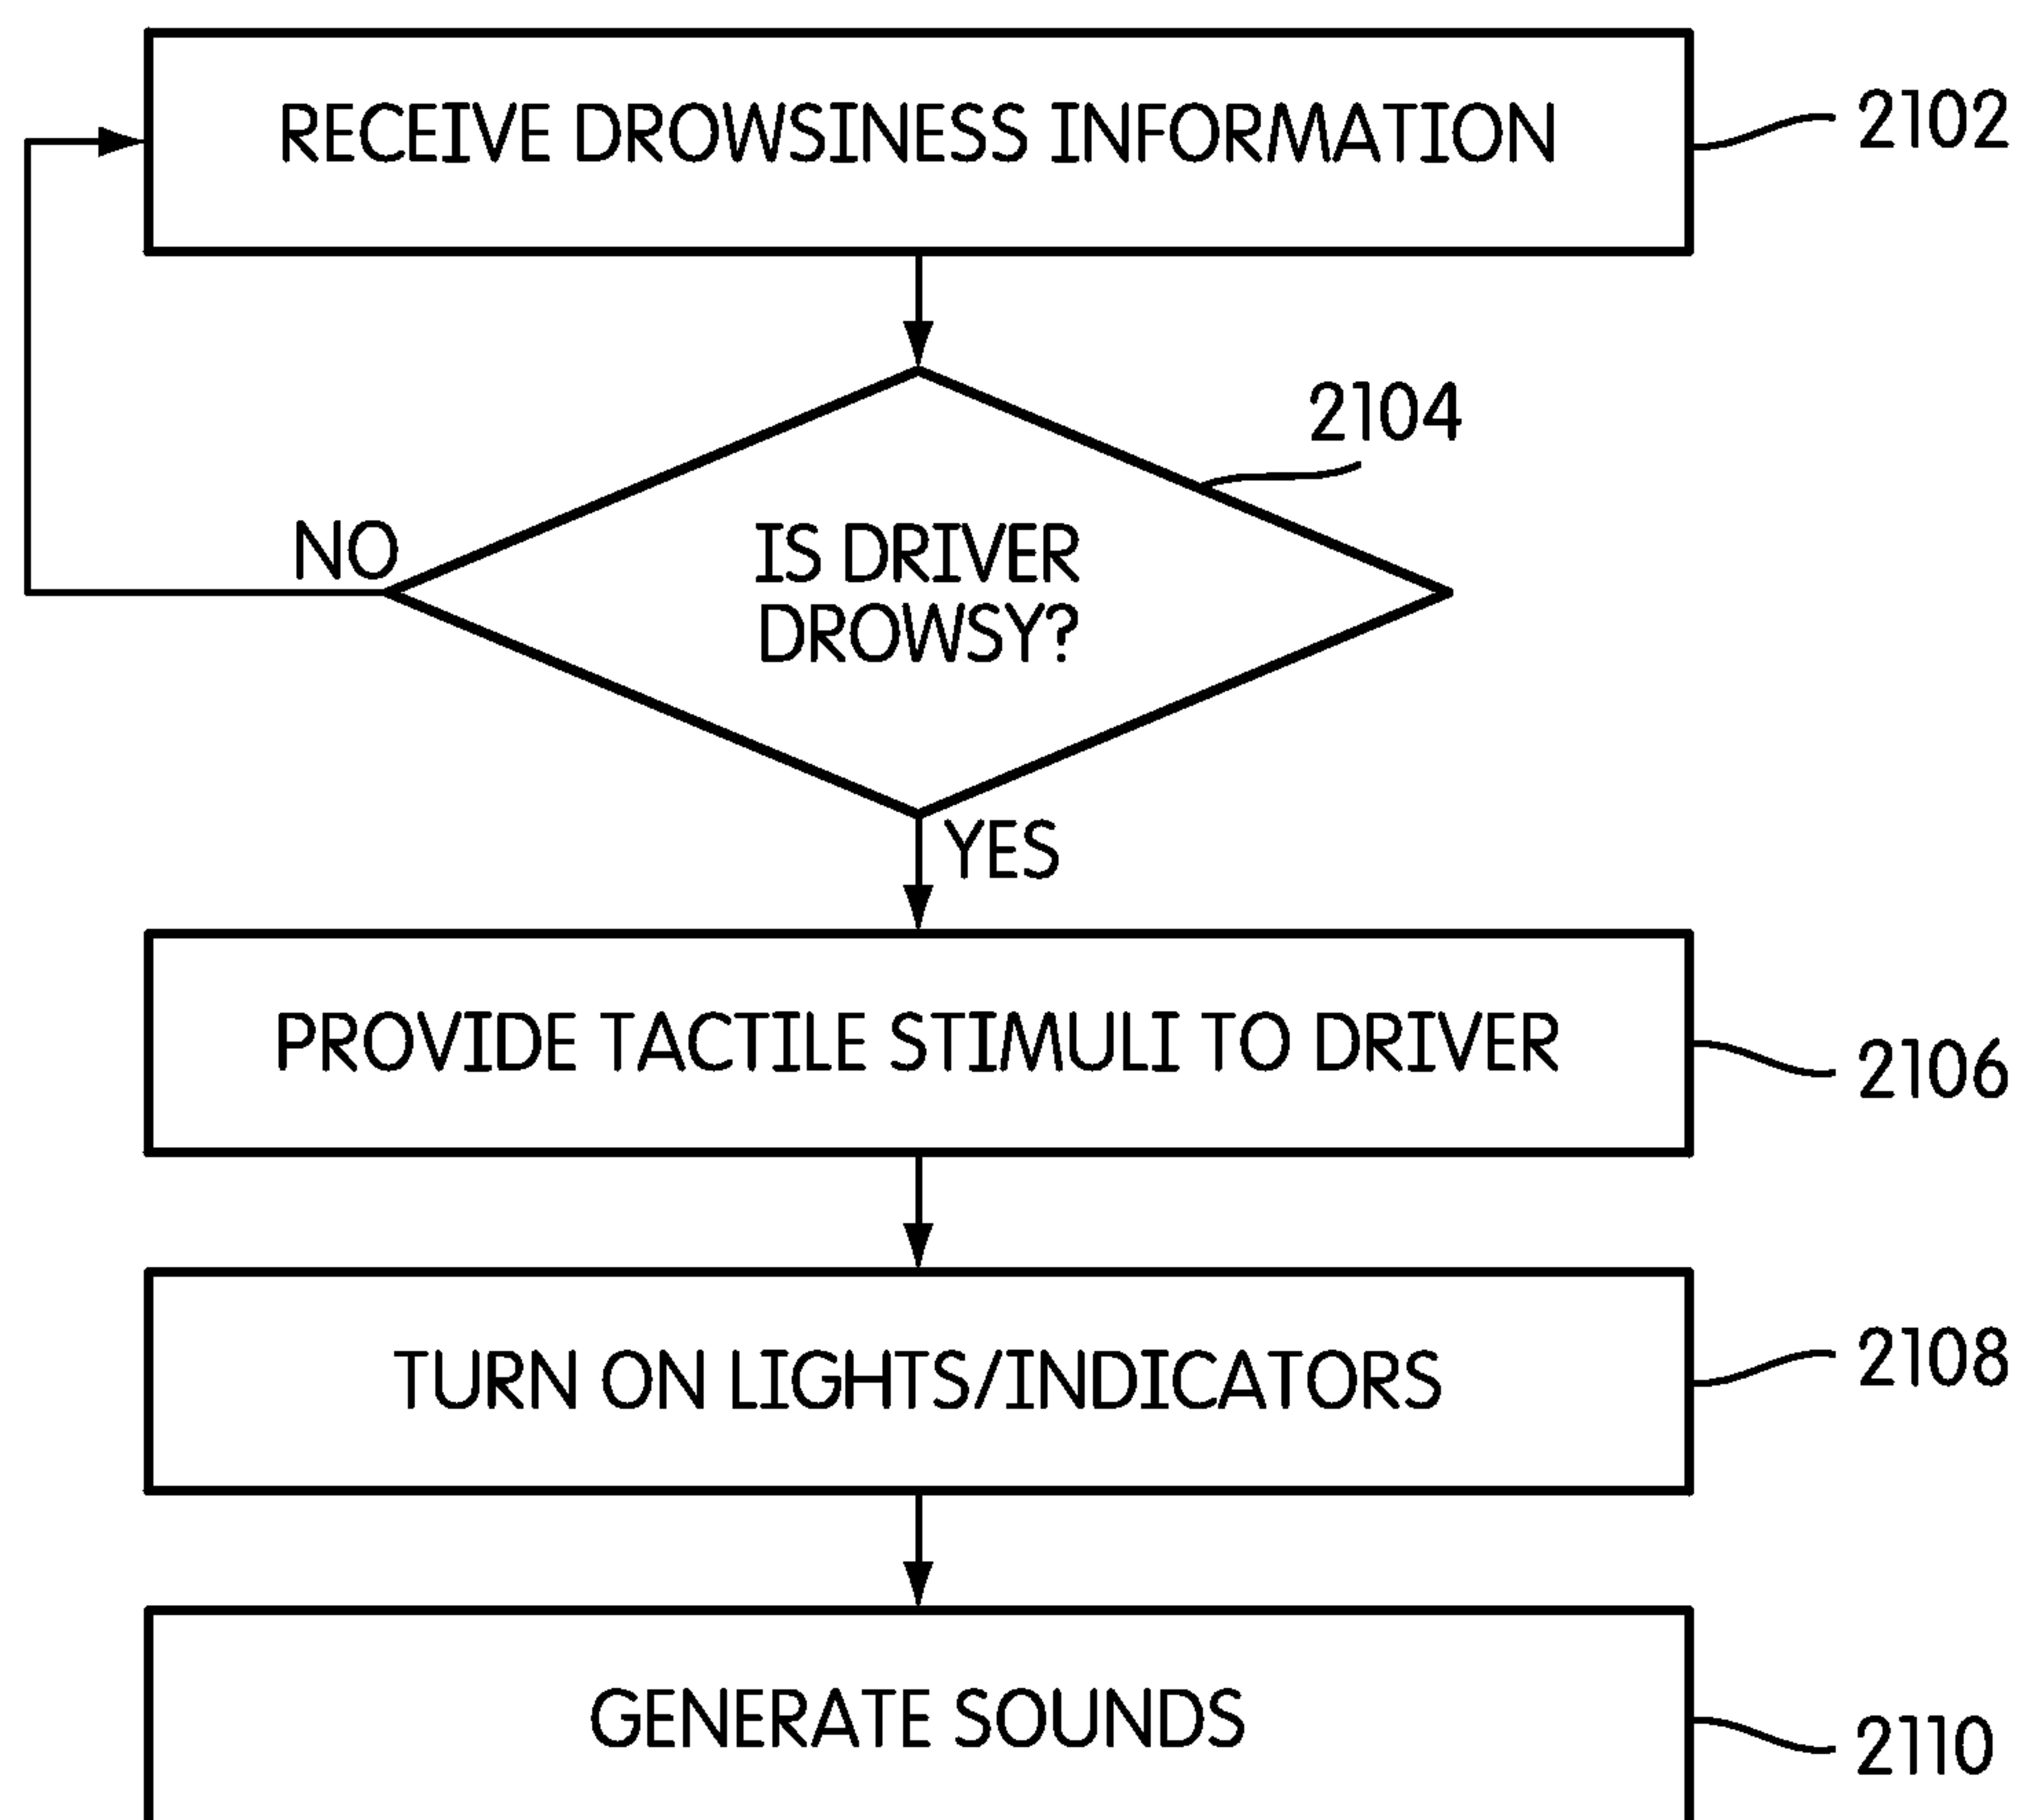 RECEIVE DROWSINESS INFORMATION
2102
2104
NO
IS DRIVER
DROWSY?
YES
PROVIDE TACTILE STIMULI TO DRIVER
2106
TURN ON LIGHTS/INDICATORS
2108
GENERATE SOUNDS
2110